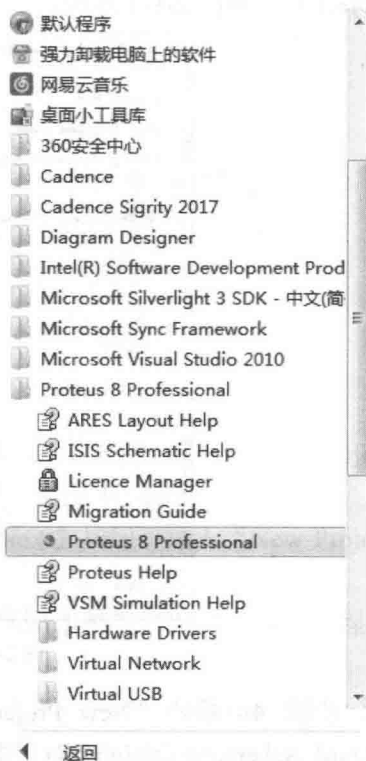 默认程序
强力卸载电脑上的软件
网易云音乐
桌面小工具库
360安全中心
Cadence
Cadence Sigrity 2017
Diagram Designer
Intel(R) Software Development Prod
Microsoft Silverlight 3 SDK - 中文(简
Microsoft Sync Framework
Microsoft Visual Studio 2010
Proteus 8 Professional
ARES Layout Help
ISIS Schematic Help
Licence Manager
Migration Guide
Proteus 8 Professional
Proteus Help
VSM Simulation Help
Hardware Drivers
Virtual Network
Virtual USB
返回